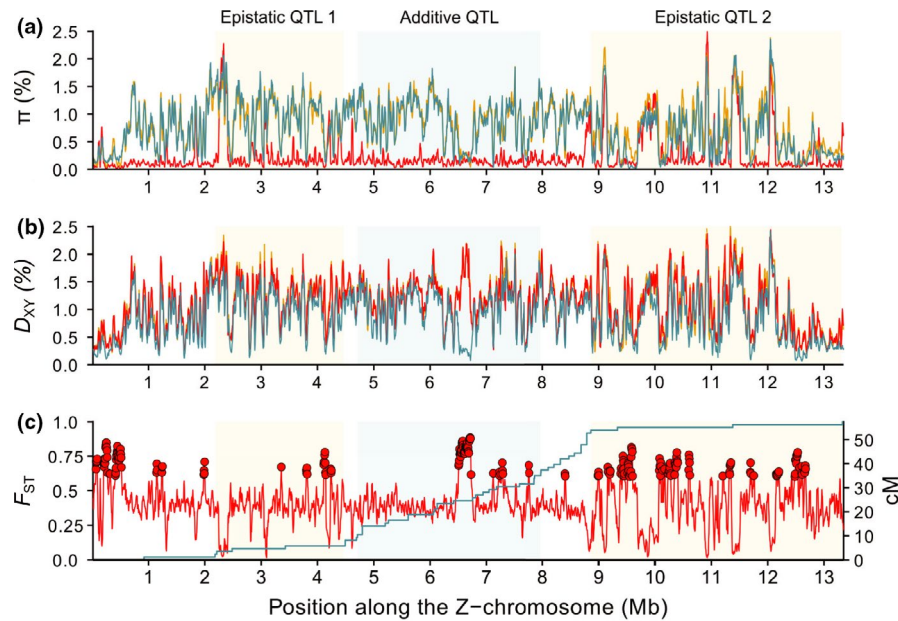 Epistatic QTL 1 Additive QTL Epistatic QTL 2
(a)
π (%)
2.5
2.0
1.5
1.0
0.5
0.0
1 2 3 4 5 6 7 8 9 10 11 12 13
(b)
DXY (%)
2.5
2.0
1.5
1.0
0.5
0.0
1 2 3 4 5 6 7 8 9 10 11 12 13
(c)
FST
1.0
0.75
0.5
0.25
0.0
50
40
30
20
10
0
cM
1 2 3 4 5 6 7 8 9 10 11 12 13
Position along the Z−chromosome (Mb)